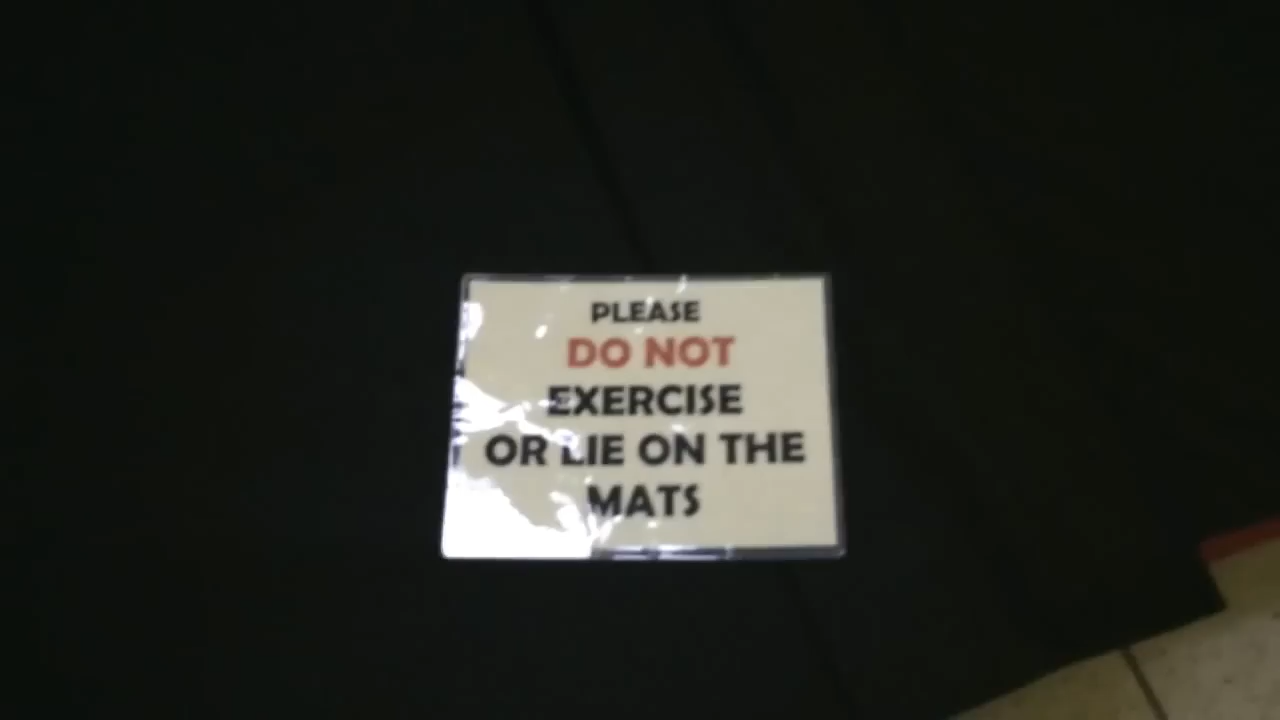 PLEASE
DO NOT
EXERCISE
OR LIE ON THE
MATS